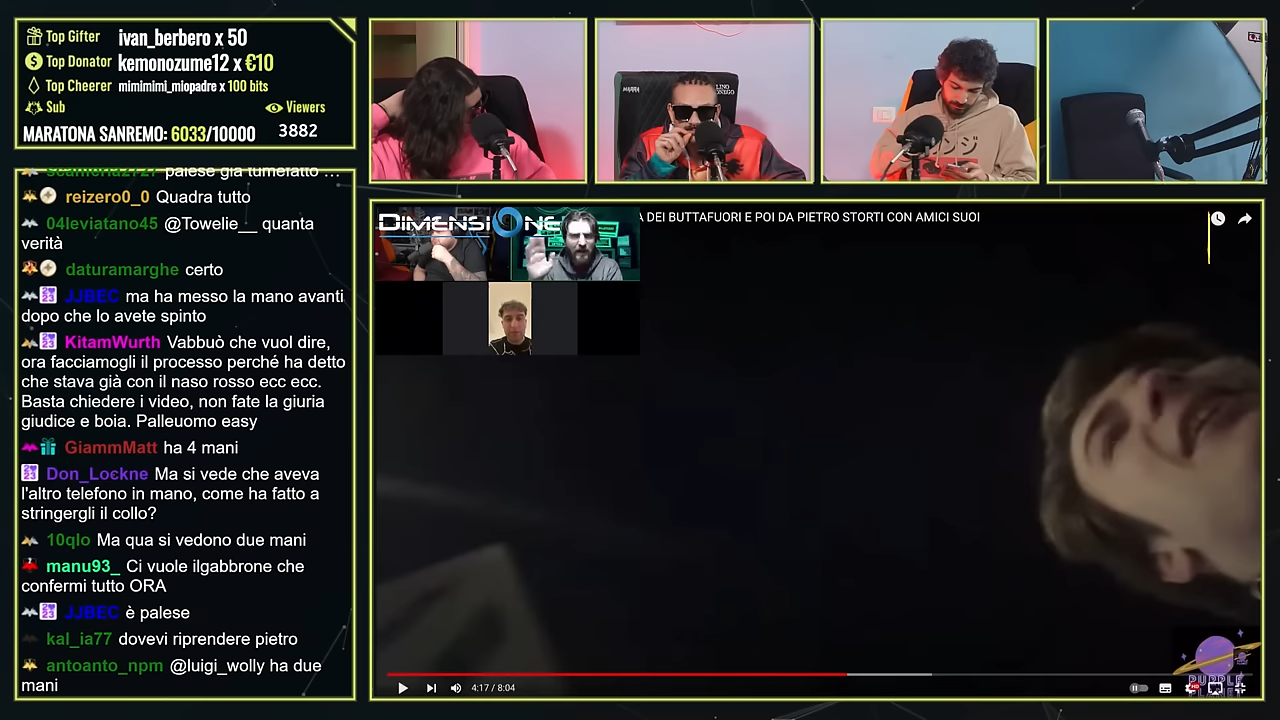 Top Gifter ivan_berbero x 50
Top Donator kemonozume12 x €10
Top Cheerer mimimimi_miopadre x 100 bits
Sub
Viewers
MARATONA SANREMO: 6033/10000 3882
palese già tumefatto ...
reizero0_0 Quadra tutto
04leviatano45 @Towelie__ quanta
verità
daturamarghe certo
JJBEC ma ha messo la mano avanti
dopo che lo avete spinto
KitamWurth Vabbuò che vuol dire,
ora facciamogli il processo perché ha detto
che stava già con il naso rosso ecc ecc.
Basta chiedere i video, non fate la giuria
giudice e boia. Palleuomo easy
GiammMatt ha 4 mani
Don_Lockne Ma si vede che aveva
l'altro telefono in mano, come ha fatto a
stringergli il collo?
10qlo Ma qua si vedono due mani
manu93_ Ci vuole ilgabbrone che
confermi tutto ORA
JJBEC è palese
kal_ia77 dovevi riprendere pietro
antoanto_npm @luigi_wolly ha due
mani
DIMENSIONE
A DEI BUTTAFUORI E POI DA PIETRO STORTI CON AMICI SUOI
4:17 / 8:04
HD
PURPLE
PLANET